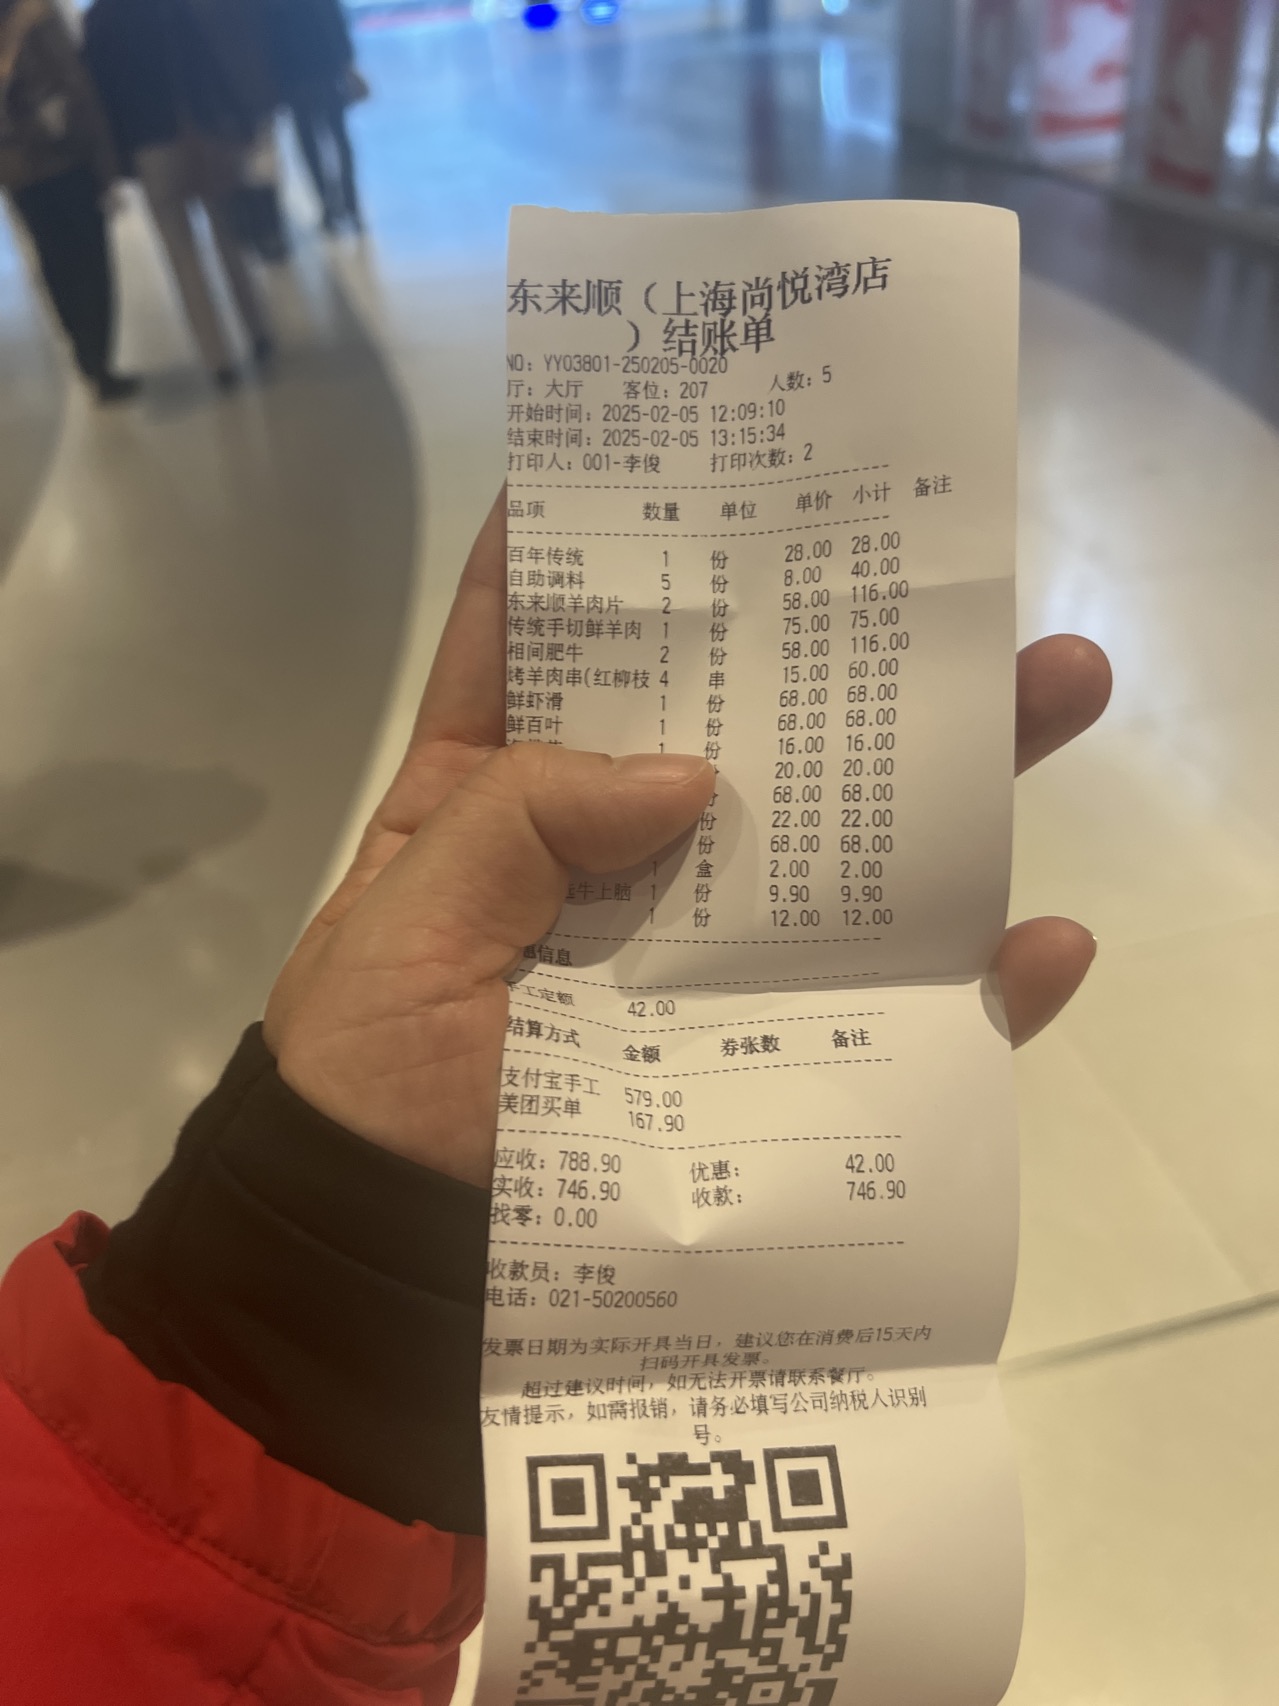 东来顺（上海尚悦湾店
）结账单
NO: YY03801-250205-0020
厅: 大厅 客位: 207 人数: 5
开始时间: 2025-02-05 12:09:10
结束时间: 2025-02-05 13:15:34
打印人: 001-李俊 打印次数: 2
品项 数量 单位 单价 小计 备注
百年传统 1 份 28.00 28.00
自助调料 5 份 8.00 40.00
东来顺羊肉片 2 份 58.00 116.00
传统手切鲜羊肉 1 份 75.00 75.00
相间肥牛 2 份 58.00 116.00
烤羊肉串(红柳枝 4 串 15.00 60.00
鲜虾滑 1 份 68.00 68.00
鲜百叶 1 份 68.00 68.00
1 份 16.00 16.00
20.00 20.00
68.00 68.00
份 22.00 22.00
份 68.00 68.00
1 盒 2.00 2.00
牛上脑 1 份 9.90 9.90
1 份 12.00 12.00
惠信息
手工定额 42.00
结算方式 金额 券张数 备注
支付宝手工 579.00
美团买单 167.90
应收: 788.90 优惠: 42.00
实收: 746.90 收款: 746.90
找零: 0.00
收款员: 李俊
电话: 021-50200560
发票日期为实际开具当日，建议您在消费后15天内
扫码开具发票。
超过建议时间，如无法开票请联系餐厅。
友情提示，如需报销，请务必填写公司纳税人识别
号。